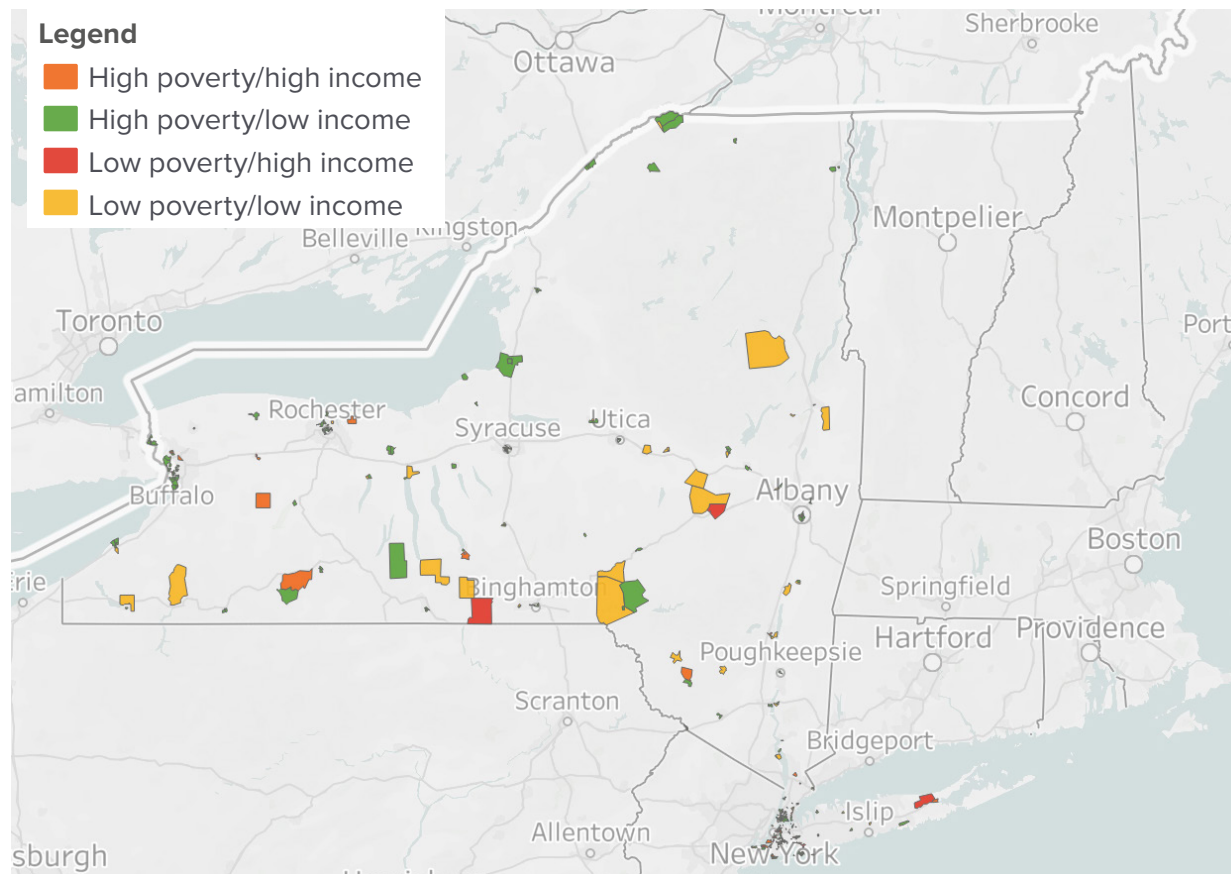 Legend
High poverty/high income
High poverty/low income
Low poverty/high income
Low poverty/low income
Montreal
Sherbrooke
Ottawa
Montpelier
Kingston
Belleville
Toronto
Port
amilton
Rochester
Utica
Syracuse
Concord
Buffalo
Albany
Boston
Erie
Binghamton
Springfield
Providence
Hartford
Poughkeepsie
Scranton
Bridgeport
Islip
Allentown
New York
sburgh